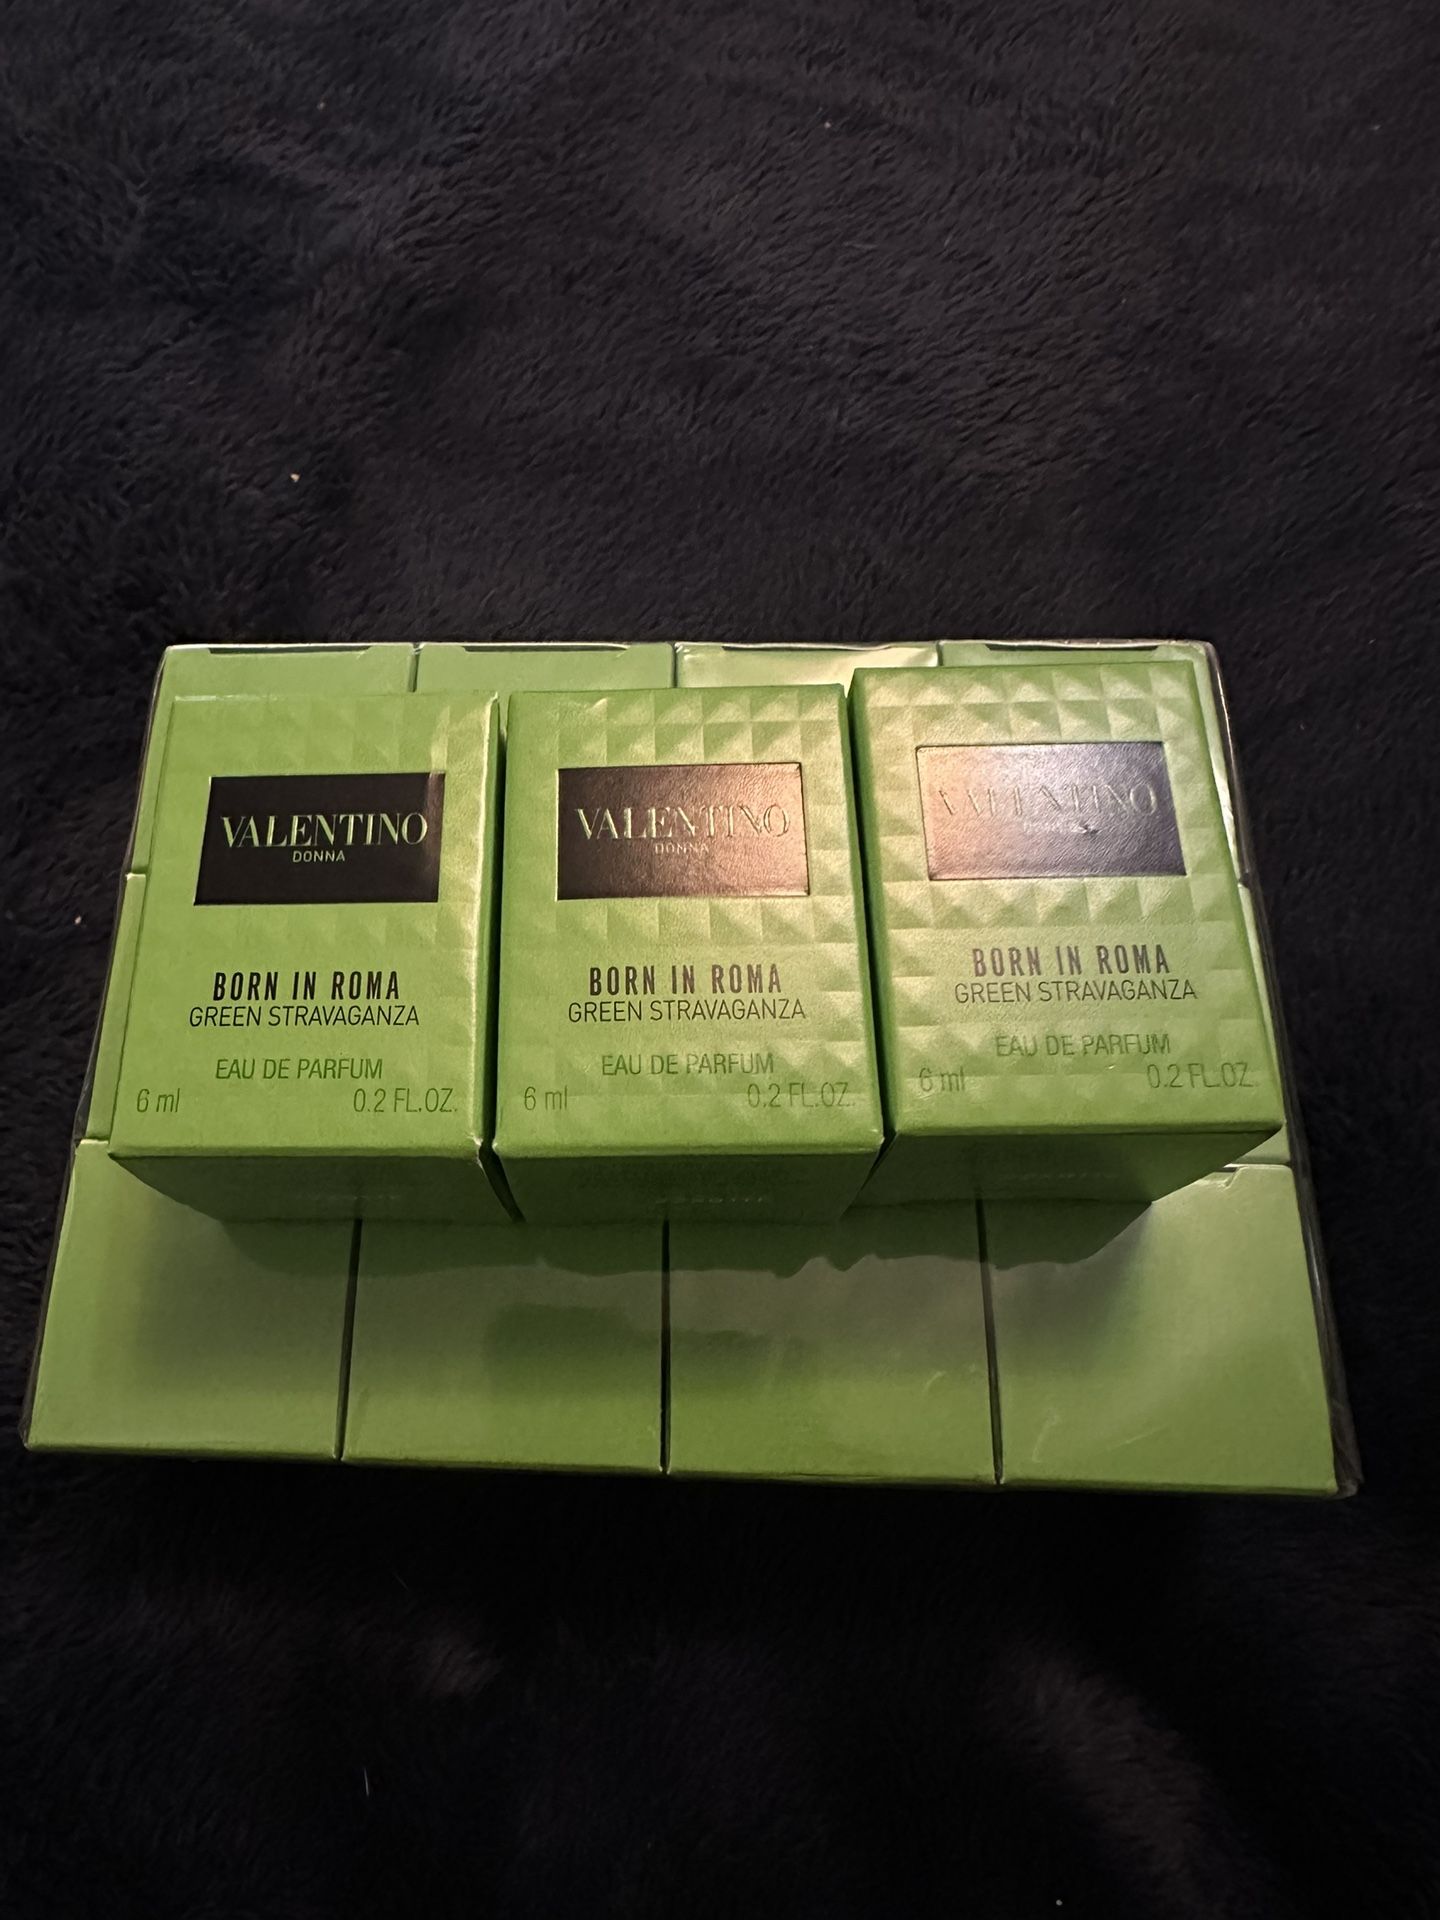 VALENTINO
DONNA
BORN IN ROMA
GREEN STRAVAGANZA
EAU DE PARFUM
6 ml 0.2 FL.OZ.
VALENTINO
DONNA
BORN IN ROMA
GREEN STRAVAGANZA
EAU DE PARFUM
6 ml 0.2 FL.OZ.
VALENTINO
DONNA
BORN IN ROMA
GREEN STRAVAGANZA
EAU DE PARFUM
6 ml 0.2 FL.OZ.